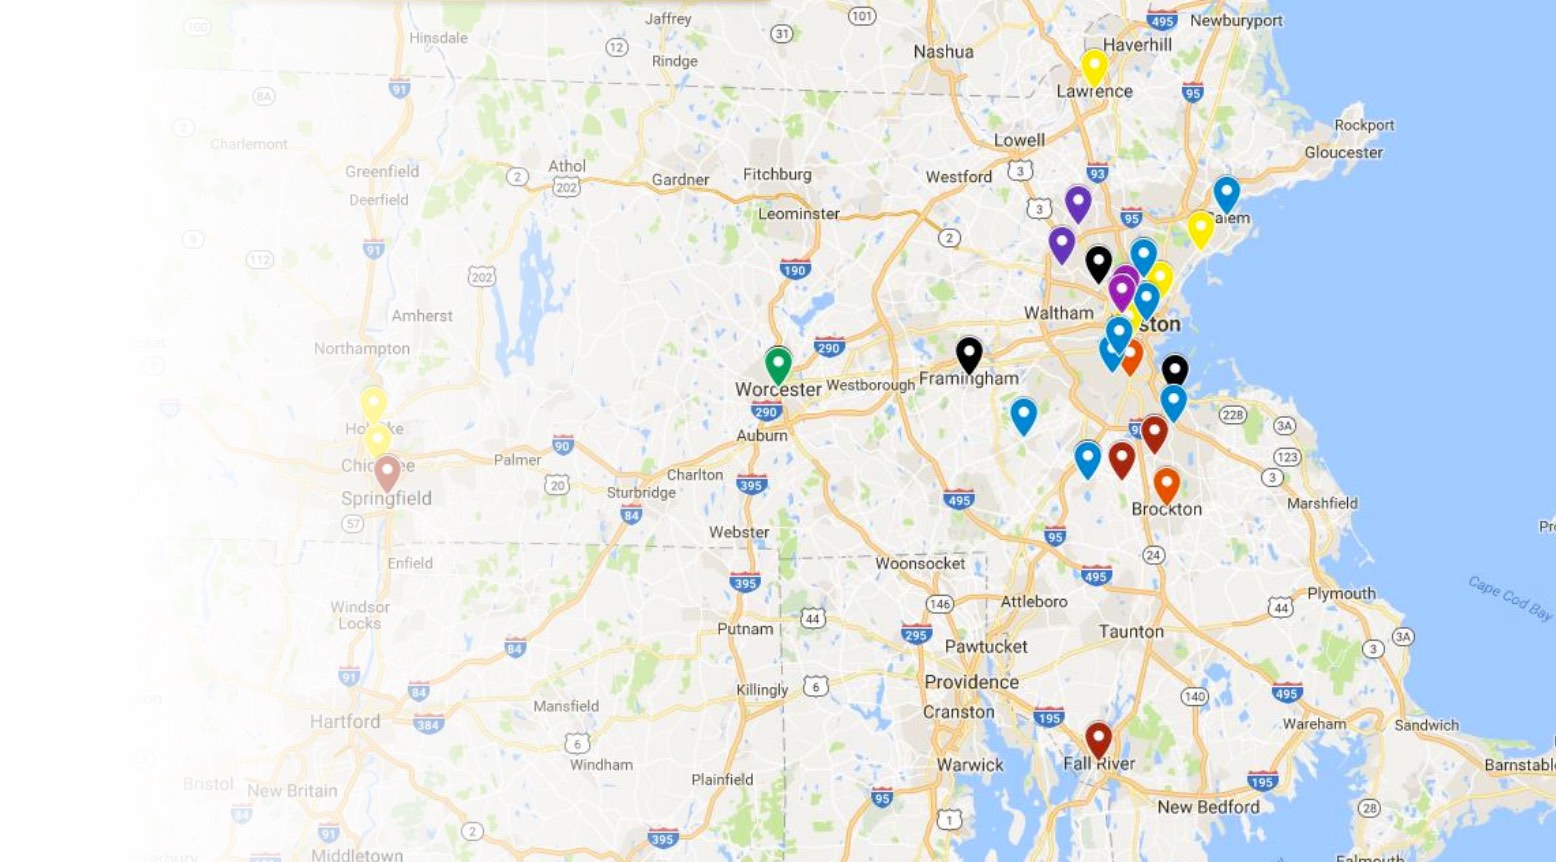 100
Hinsdale
Jaffrey
31
101
495
Newburyport
12
Rindge
Nashua
Haverhill
91
8A
Lawrence
95
2
Charlemont
Lowell
Rockport
Gloucester
Greenfield
2
Athol
202
Gardner
Fitchburg
Westford
3
93
Deerfield
Leominster
3
95
Salem
9
112
91
202
190
2
Amherst
Northampton
290
Waltham
ston
Worcester
Westborough
Framingham
290
228
3A
Auburn
90
Palmer
Charlton
123
3
Springfield
20
Sturbridge
395
495
Brockton
Marshfield
57
84
Webster
95
24
Enfield
Woonsocket
495
Cape Cod Bay
395
146
Attleboro
44
Plymouth
Windsor
Locks
44
Putnam
295
Taunton
3A
3
84
Pawtucket
91
84
Killingly
6
Providence
140
495
Hartford
384
Mansfield
Cranston
195
Wareham
Sandwich
6
Windham
Warwick
Fall River
Barnstable
Bristol
New Britain
Plainfield
95
195
84
New Bedford
28
91
2
395
1
Middletown
Falmouth